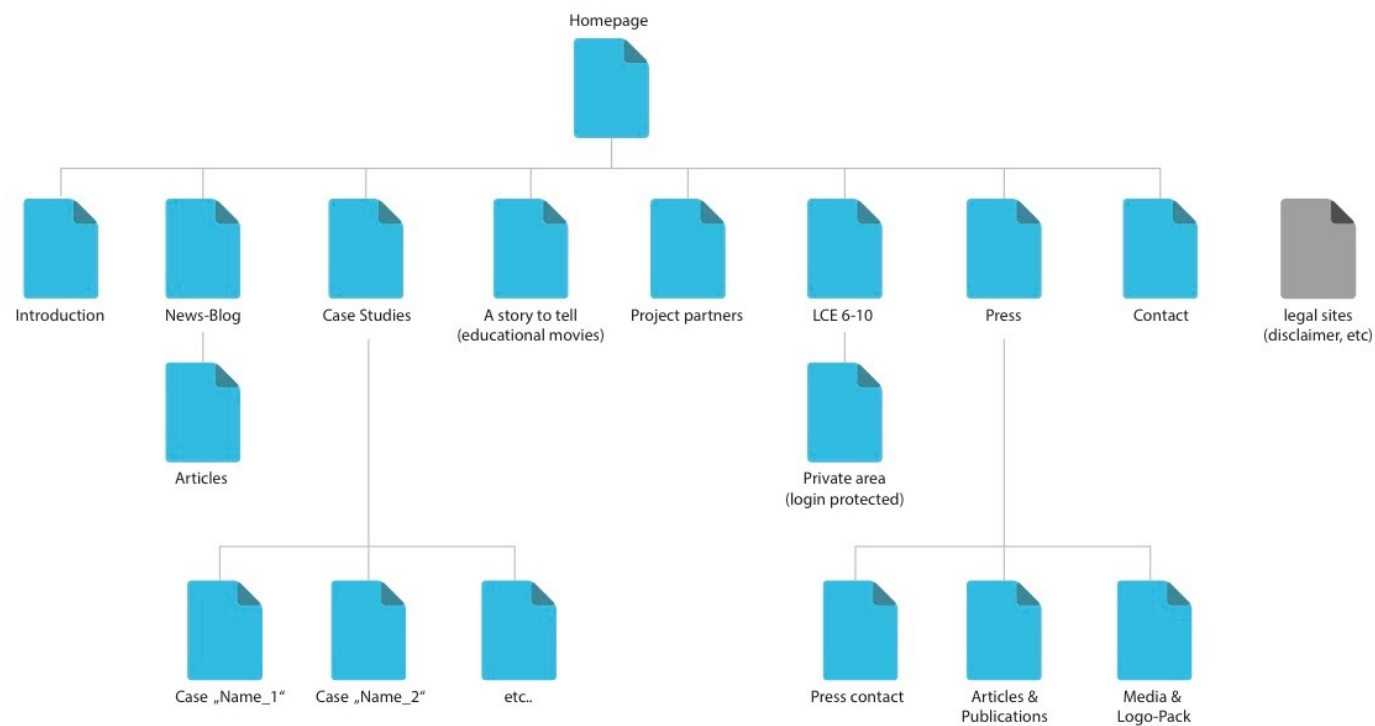 Homepage
Introduction
News-Blog
Case Studies
A story to tell
(educational movies)
Project partners
LCE 6-10
Press
Contact
legal sites
(disclaimer, etc)
Articles
Private area
(login protected)
Case „Name_1“
Case „Name_2“
etc..
Press contact
Articles &
Publications
Media &
Logo-Pack